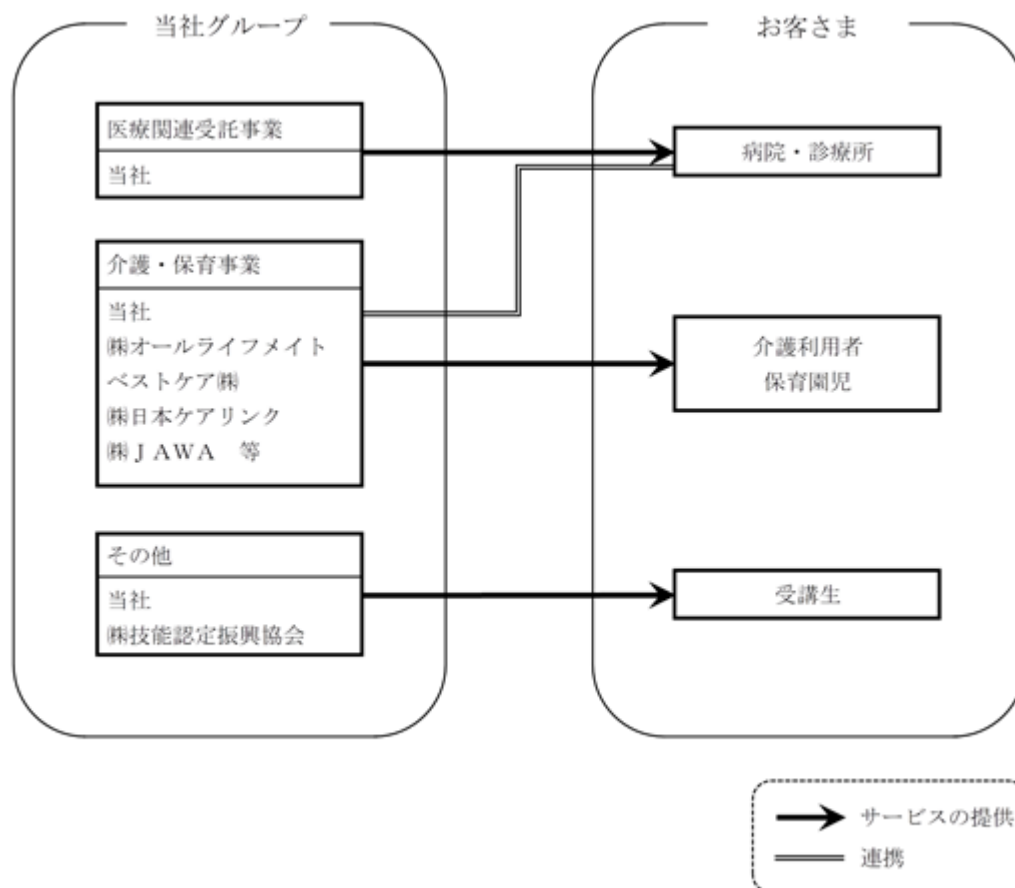 当社グループ
お客さま
医療関連受託事業
当社
病院・診療所
介護・保育事業
当社
㈱オールライフメイト
ベストケア㈱
㈱日本ケアリンク
㈱ＪＡＷＡ　等
介護利用者
保育園児
その他
当社
㈱技能認定振興協会
受講生
サービスの提供
連携